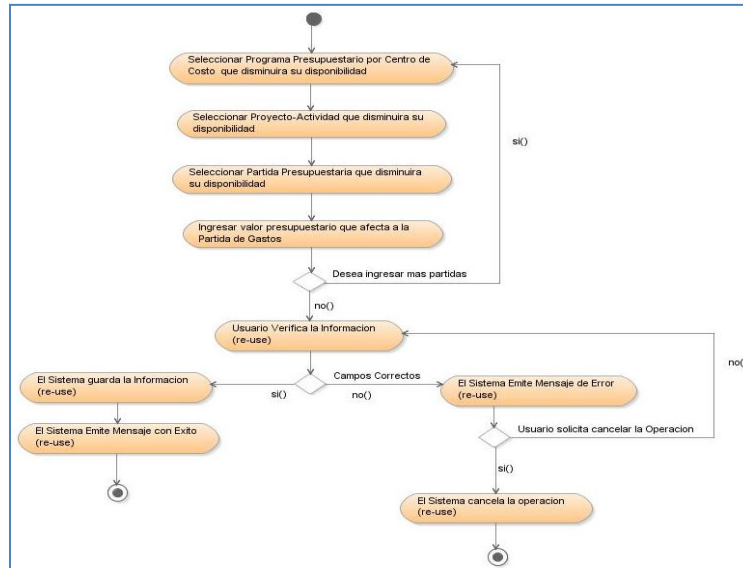 Seleccionar Programa Presupuestario por Centro de
Costo que disminuira su disponibilidad
Seleccionar Proyecto-Actividad que disminuira su
disponibilidad
si()
Seleccionar Partida Presupuestaria que disminuira
su disponibilidad
Ingresar valor presupuestario que afecta a la
Partida de Gastos
Desea ingresar mas partidas
no()
Usuario Verifica la Informacion
(re-use)
no(
Campos Correctos
si()
no()
El Sistema guarda la Informacion
(re-use)
El Sistema Emite Mensaje de Error
(re-use)
El Sistema Emite Mensaje con Exito
(re-use)
Usuario solicita cancelar la Operacion
si()
El Sistema cancela la operacion
(re-use)